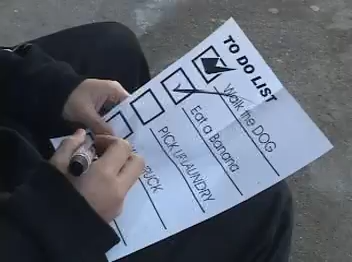 TO DO LIST
Walk the DOG
Eat a Banana
PICK UP LAUNDRY